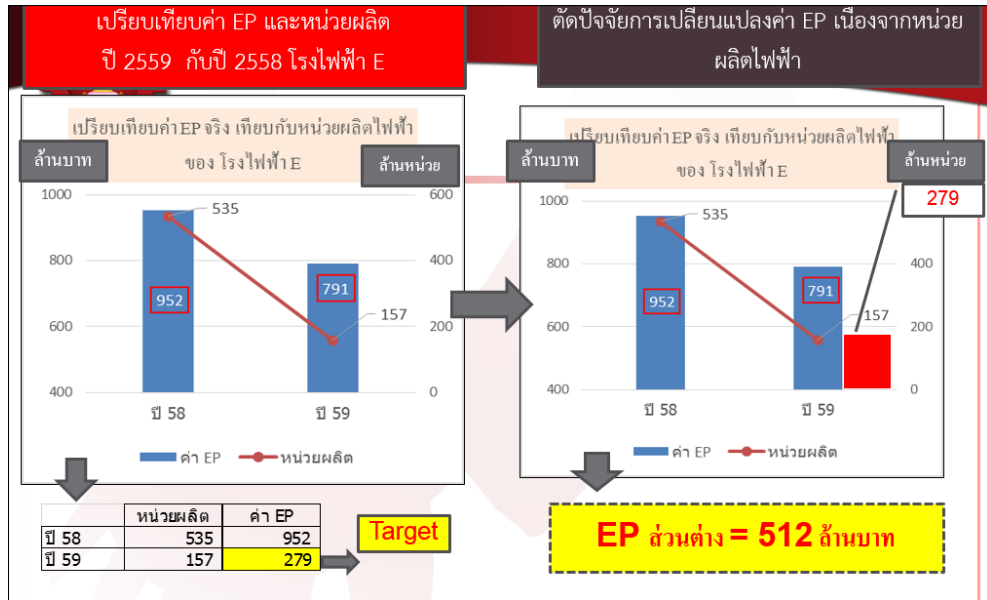 เปรียบเทียบค่า EP และหน่วยผลิต
ปี 2559 กับปี 2558 โรงไฟฟ้า E
ตัดปัจจัยการเปลี่ยนแปลงค่า EP เนื่องจากหน่วย
ผลิตไฟฟ้า
เปรียบเทียบค่า EP จริง เทียบกับหน่วยผลิตไฟฟ้า
ของ โรงไฟฟ้า E
ล้านบาท
ล้านหน่วย
1000
800
600
400
600
400
200
0
535
952
791
157
ปี 58
ปี 59
ค่า EP
หน่วยผลิต
เปรียบเทียบค่า EP จริง เทียบกับหน่วยผลิตไฟฟ้า
ของ โรงไฟฟ้า E
ล้านบาท
ล้านหน่วย
279
1000
800
600
400
400
200
0
535
952
791
157
ปี 58
ปี 59
ค่า EP
หน่วยผลิต
หน่วยผลิต ค่า EP
ปี 58 535 952
ปี 59 157 279
Target
EP ส่วนต่าง = 512 ล้านบาท